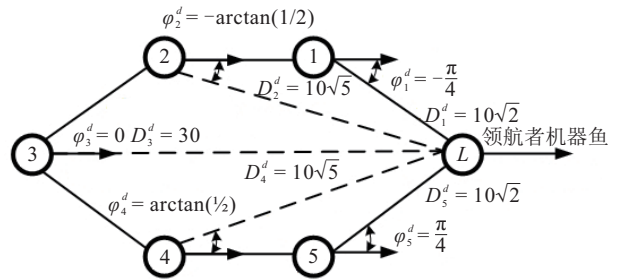 φ₂ᵈ = −arctan(1/2)
2
1
D₂ᵈ = 10√5
φ₁ᵈ = −π/4
D₁ᵈ = 10√2
3
φ₃ᵈ = 0 D₃ᵈ = 30
L
领航者机器鱼
D₄ᵈ = 10√5
D₅ᵈ = 10√2
φ₄ᵈ = arctan(½)
4
5
φ₅ᵈ = π/4